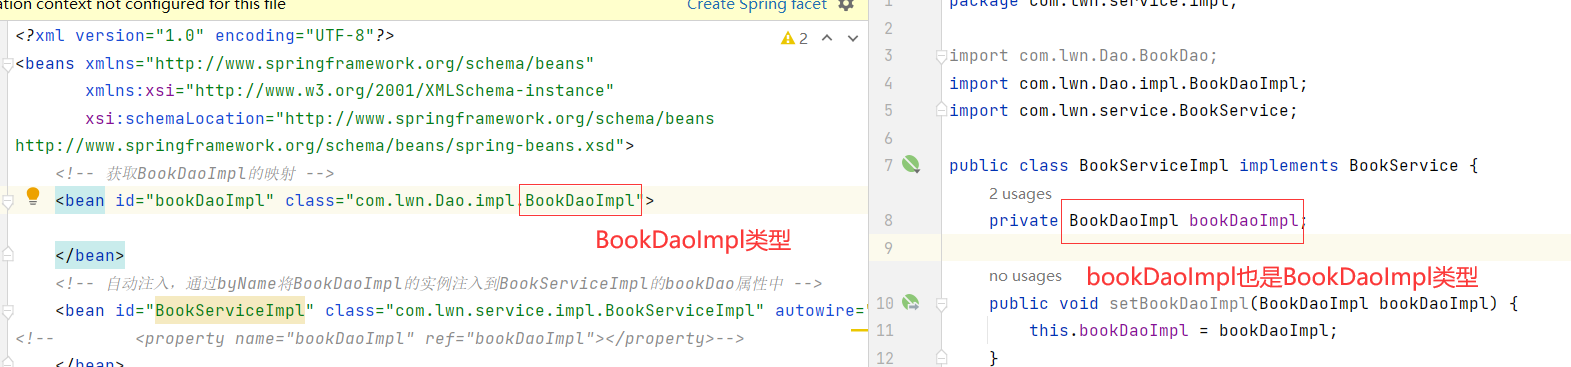 ation context not configured for this file
Create Spring facet
<?xml version="1.0" encoding="UTF-8"?>
2
<beans xmlns="http://www.springframework.org/schema/beans"
xmlns:xsi="http://www.w3.org/2001/XMLSchema-instance"
xsi:schemaLocation="http://www.springframework.org/schema/beans
http://www.springframework.org/schema/beans/spring-beans.xsd">
<!-- 获取BookDaoImpl的映射 -->
<bean id="bookDaoImpl" class="com.lwn.Dao.impl.BookDaoImpl">
BookDaoImpl类型
</bean>
<!-- 自动注入，通过byName将BookDaoImpl的实例注入到BookServiceImpl的bookDao属性中 -->
<bean id="BookServiceImpl" class="com.lwn.service.impl.BookServiceImpl" autowire=
<!-- <property name="bookDaoImpl" ref="bookDaoImpl"></property>-->
</bean>
1 package com.lwn.service.impl;
2
3 import com.lwn.Dao.BookDao;
4 import com.lwn.Dao.impl.BookDaoImpl;
5 import com.lwn.service.BookService;
6
7 public class BookServiceImpl implements BookService {
2 usages
8 private BookDaoImpl bookDaoImpl;
9
no usages
bookDaoImpl也是BookDaoImpl类型
10 public void setBookDaoImpl(BookDaoImpl bookDaoImpl) {
11 this.bookDaoImpl = bookDaoImpl;
12 }